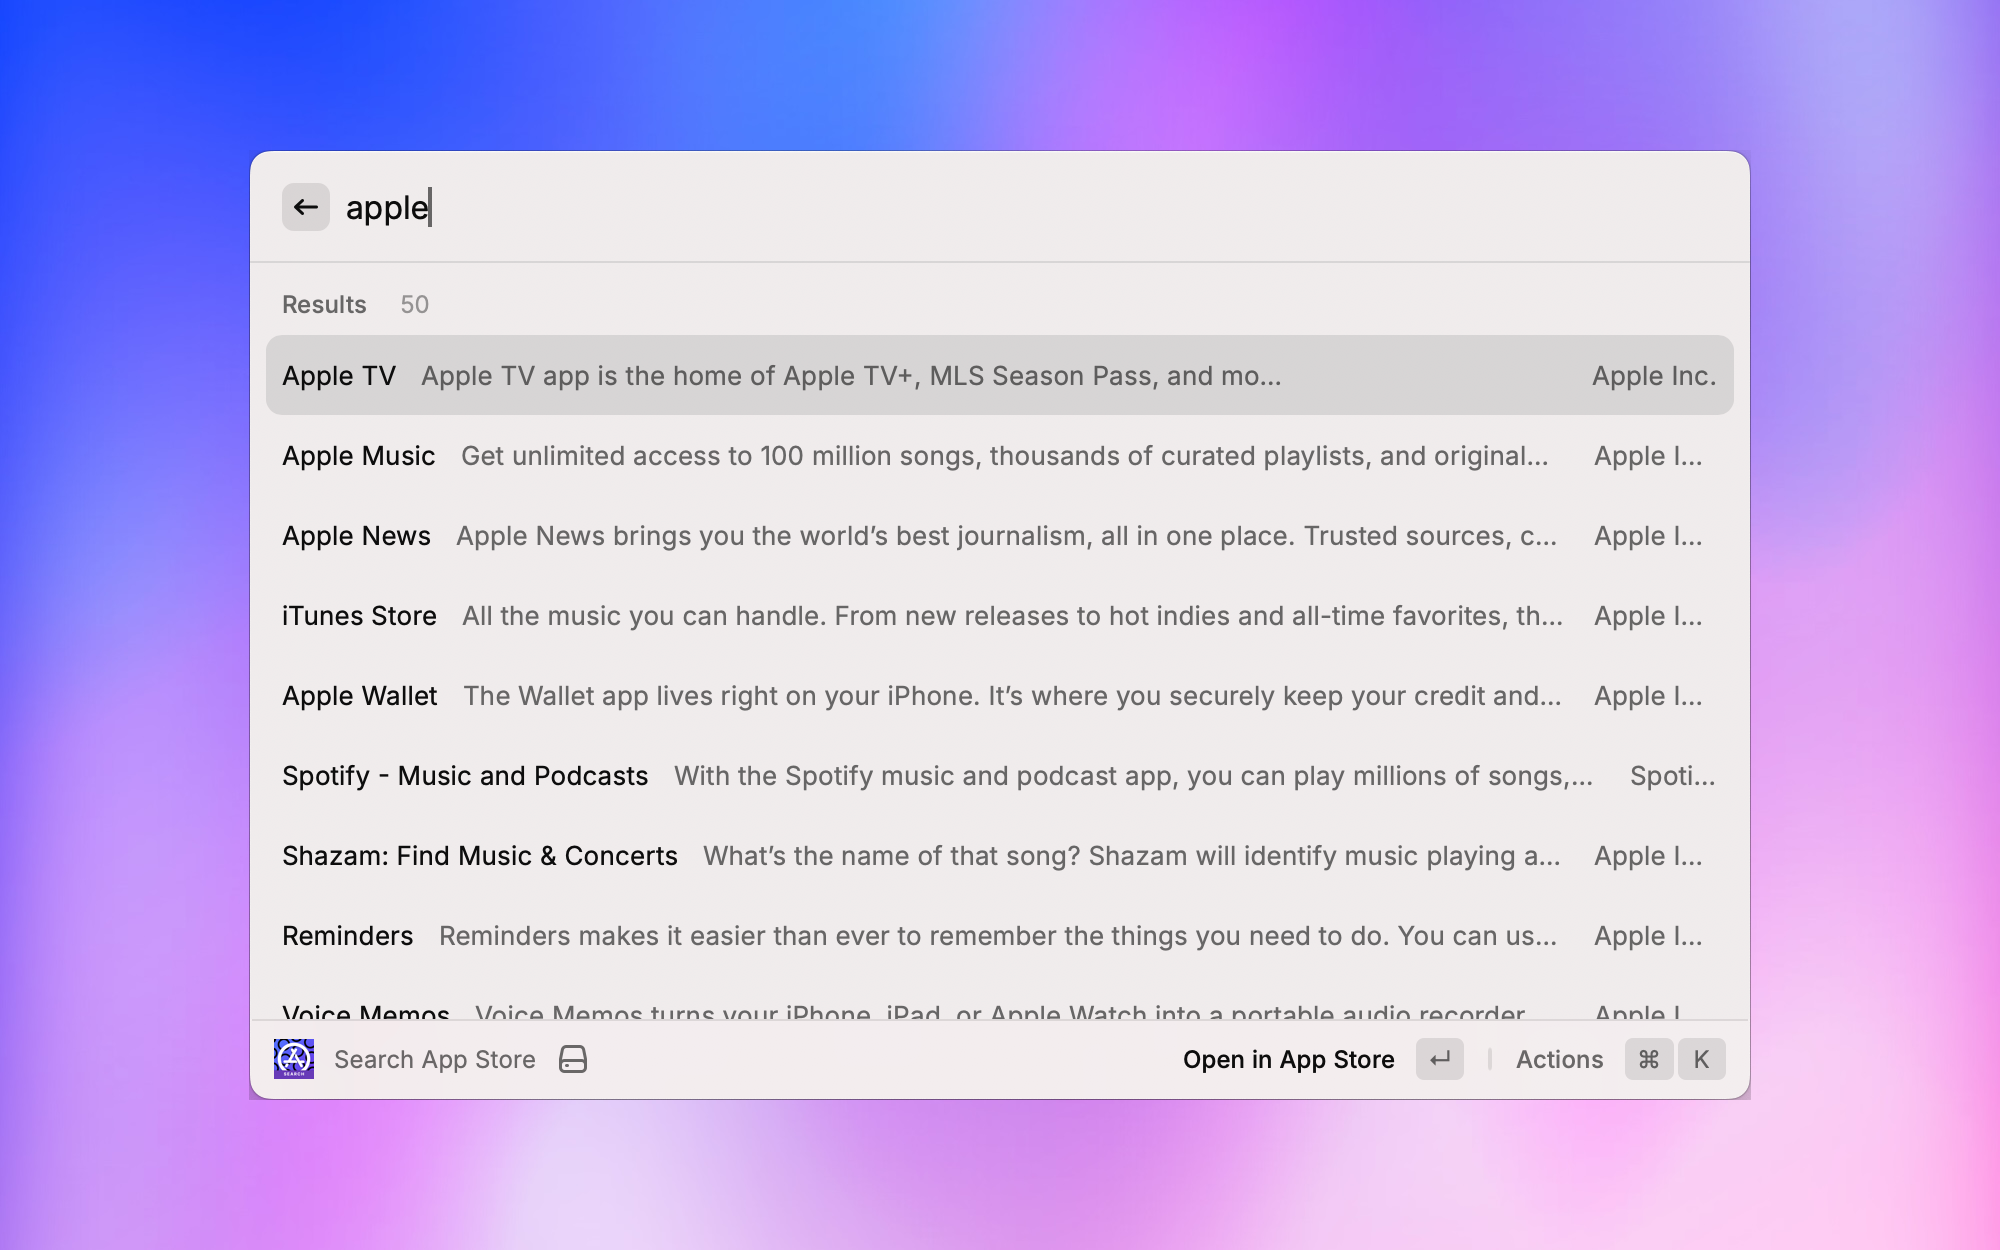 apple
Results 50
Apple TV Apple TV app is the home of Apple TV+, MLS Season Pass, and mo... Apple Inc.
Apple Music Get unlimited access to 100 million songs, thousands of curated playlists, and original... Apple I...
Apple News Apple News brings you the world’s best journalism, all in one place. Trusted sources, c... Apple I...
iTunes Store All the music you can handle. From new releases to hot indies and all-time favorites, th... Apple I...
Apple Wallet The Wallet app lives right on your iPhone. It’s where you securely keep your credit and... Apple I...
Spotify - Music and Podcasts With the Spotify music and podcast app, you can play millions of songs,... Spoti...
Shazam: Find Music & Concerts What’s the name of that song? Shazam will identify music playing a... Apple I...
Reminders Reminders makes it easier than ever to remember the things you need to do. You can us... Apple I...
Voice Memos Voice Memos turns your iPhone, iPad, or Apple Watch into a portable audio recorder... Apple I...
SEARCH Search App Store Open in App Store ↵ Actions ⌘ K